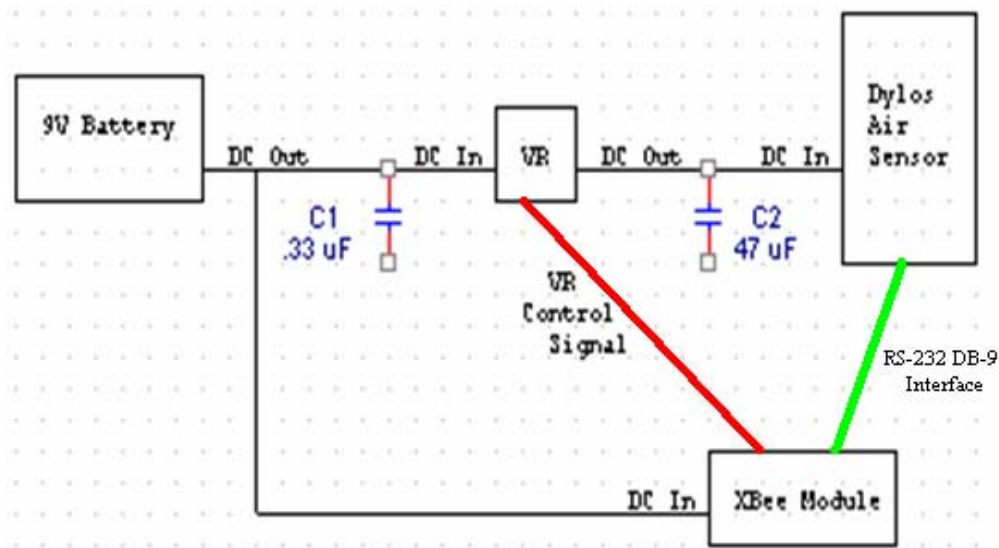 9V Battery
DC Out
DC In
VR
DC Out
DC In
Dylos
Air
Sensor
C1
.33 uF
C2
47 uF
VR
Control
Signal
RS-232 DB-9
Interface
DC In
XBee Module